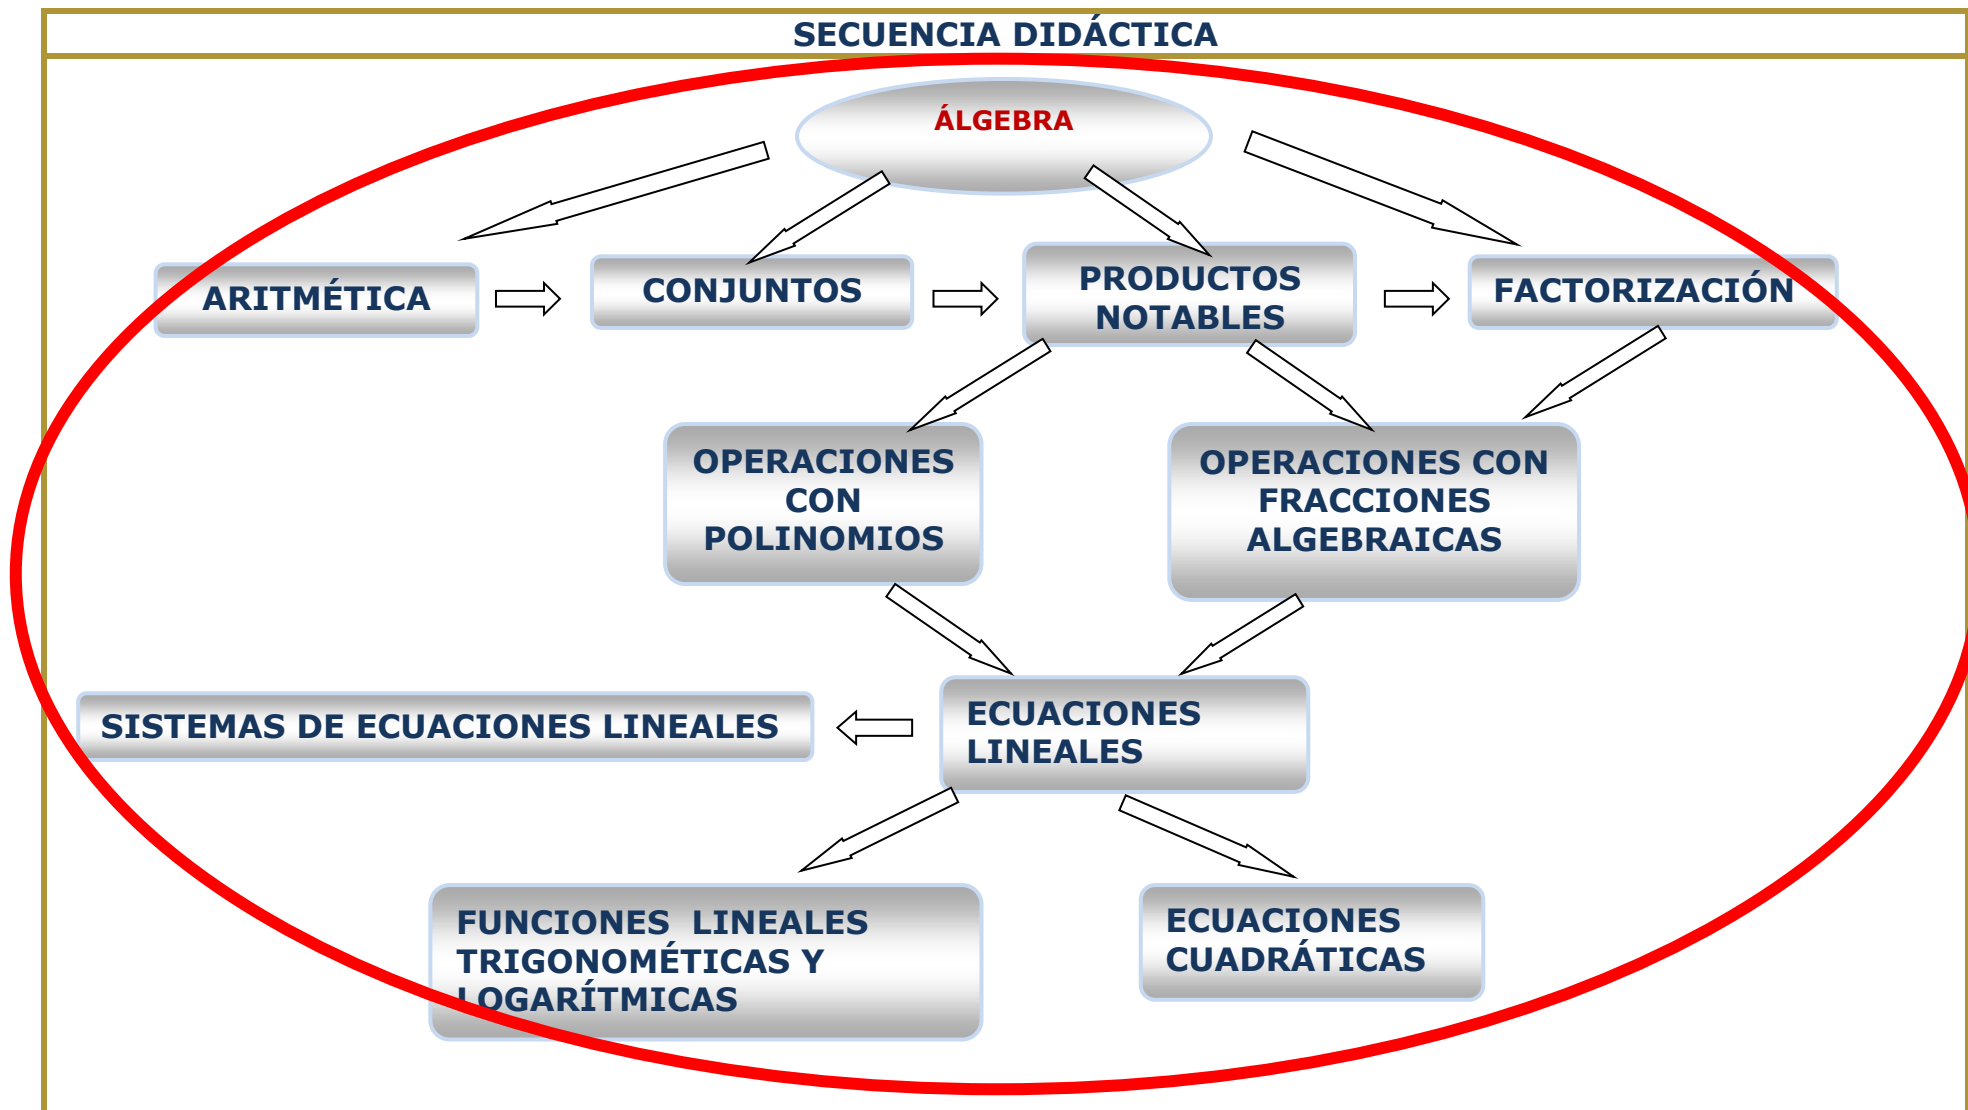 SECUENCIA DIDÁCTICA
ÁLGEBRA
ARITMÉTICA
CONJUNTOS
PRODUCTOS
NOTABLES
FACTORIZACIÓN
OPERACIONES
CON
POLINOMIOS
OPERACIONES CON
FRACCIONES
ALGEBRAICAS
SISTEMAS DE ECUACIONES LINEALES
ECUACIONES
LINEALES
FUNCIONES LINEALES
TRIGONOMÉTICAS Y
LOGARÍTMICAS
ECUACIONES
CUADRÁTICAS